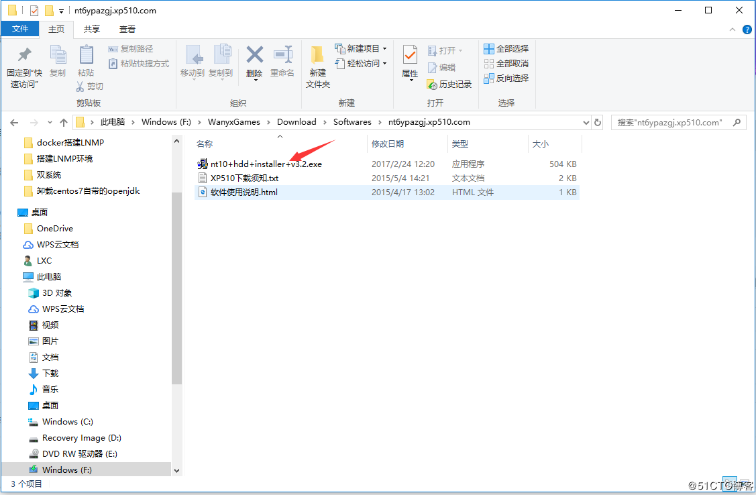 nt6ypazgj.xp510.com
文件 主页 共享 查看
固定到"快速访问" 复制 粘贴 复制路径 粘贴快捷方式 剪切
移动到 复制到 删除 重命名
新建文件夹 新建项目 轻松访问
属性 打开 编辑 历史记录
全部选择 全部取消 反向选择
剪贴板 组织 新建 打开 选择
此电脑 > Windows (F:) > WanyxGames > Download > Softwares > nt6ypazgj.xp510.com
搜索"nt6ypazgj.xp510.com"
名称 修改日期 类型 大小
nt10+hdd+installer+v3.2.exe 2017/2/24 12:20 应用程序 504 KB
XP510下载须知.txt 2015/5/4 14:21 文本文档 2 KB
软件使用说明.html 2015/4/17 13:02 HTML 文件 1 KB
docker搭建LNMP
搭建LNMP环境
双系统
卸载centos7自带的openjdk
桌面
OneDrive
WPS云文档
LXC
此电脑
3D 对象
WPS云文档
视频
图片
文档
下载
音乐
桌面
Windows (C:)
Recovery Image (D:)
DVD RW 驱动器 (E:)
Windows (F:)
3 个项目
@51CTO博客